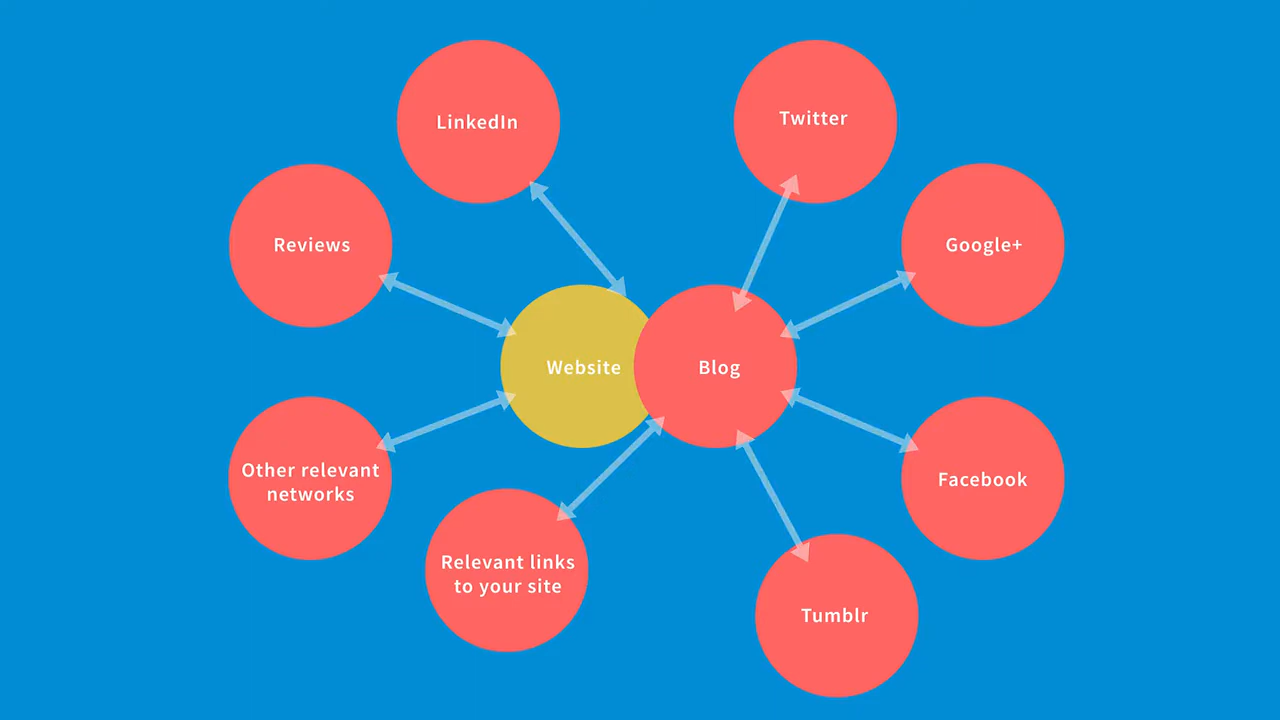 LinkedIn
Twitter
Reviews
Google+
Website
Blog
Other relevant
networks
Facebook
Relevant links
to your site
Tumblr